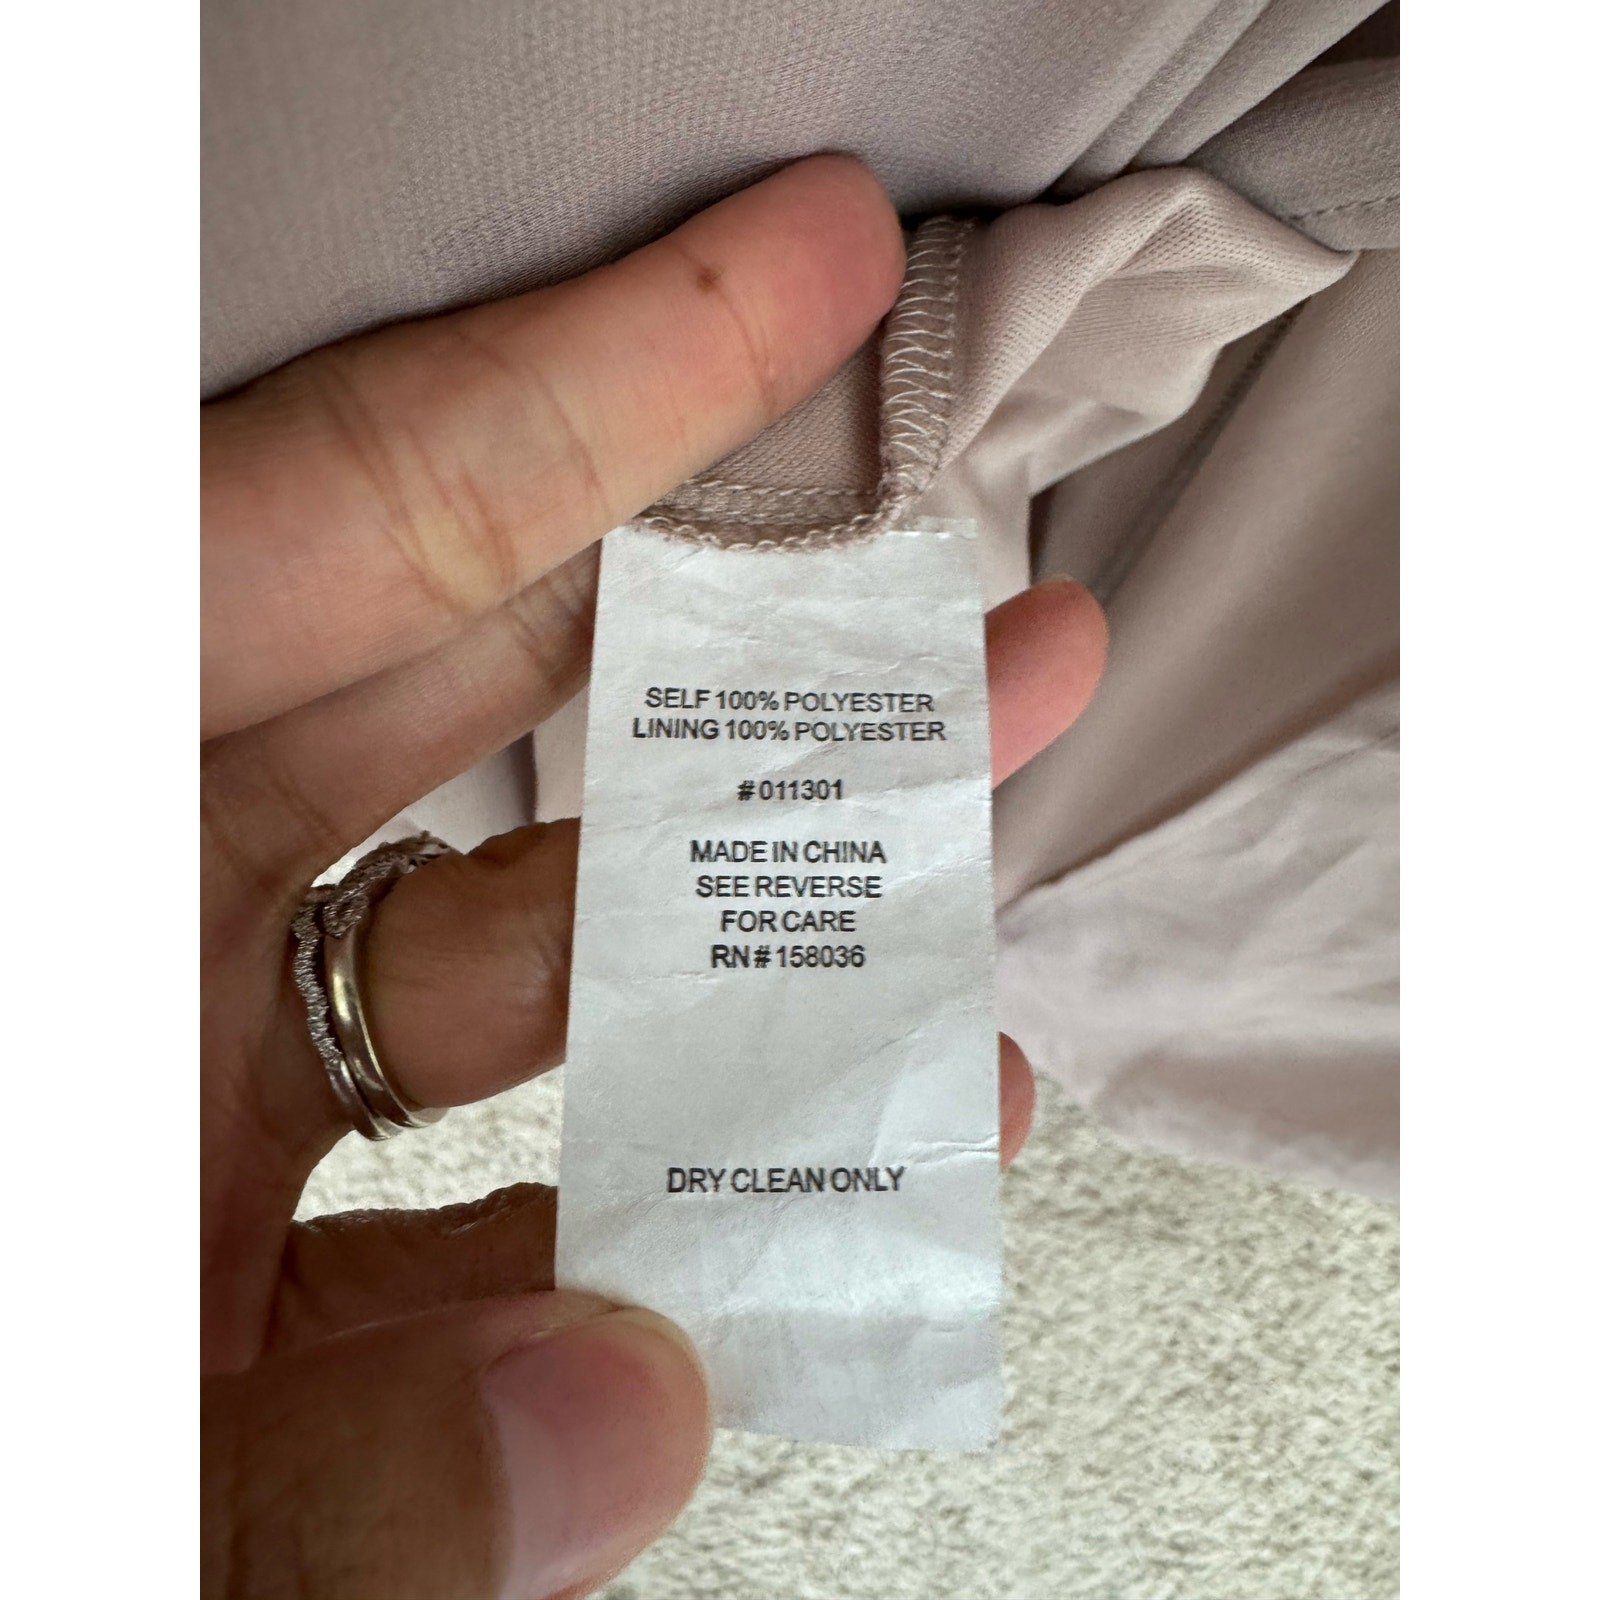 SELF 100% POLYESTER
LINING 100% POLYESTER
#011301
MADE IN CHINA
SEE REVERSE
FOR CARE
RN#158036
DRY CLEAN ONLY